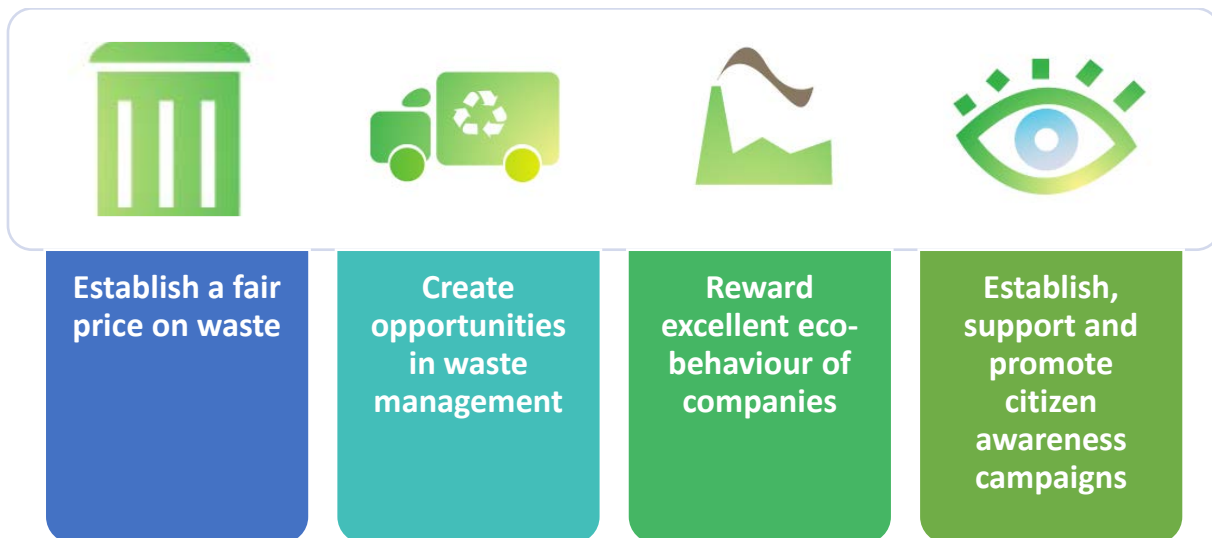 Establish a fair
price on waste
Create
opportunities
in waste
management
Reward
excellent eco-
behaviour of
companies
Establish,
support and
promote
citizen
awareness
campaigns